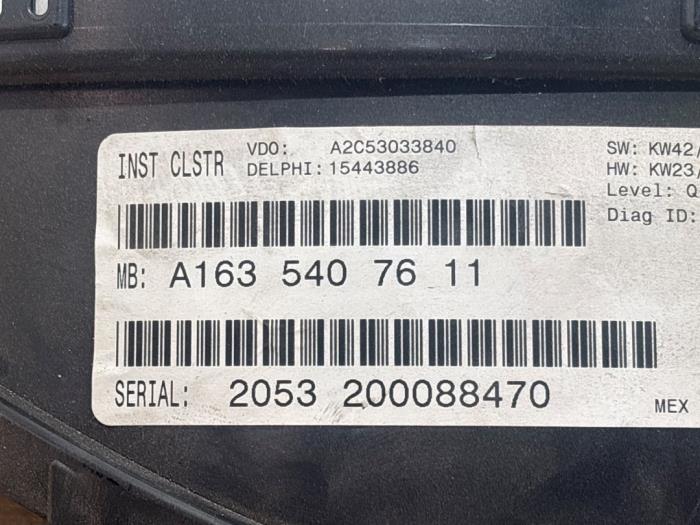 INST CLSTR VDO: A2C53033840
DELPHI: 15443886
SW: KW42/
HW: KW23/
Level: Q
Diag ID:
MB: A163 540 76 11
SERIAL: 2053 200088470
MEX